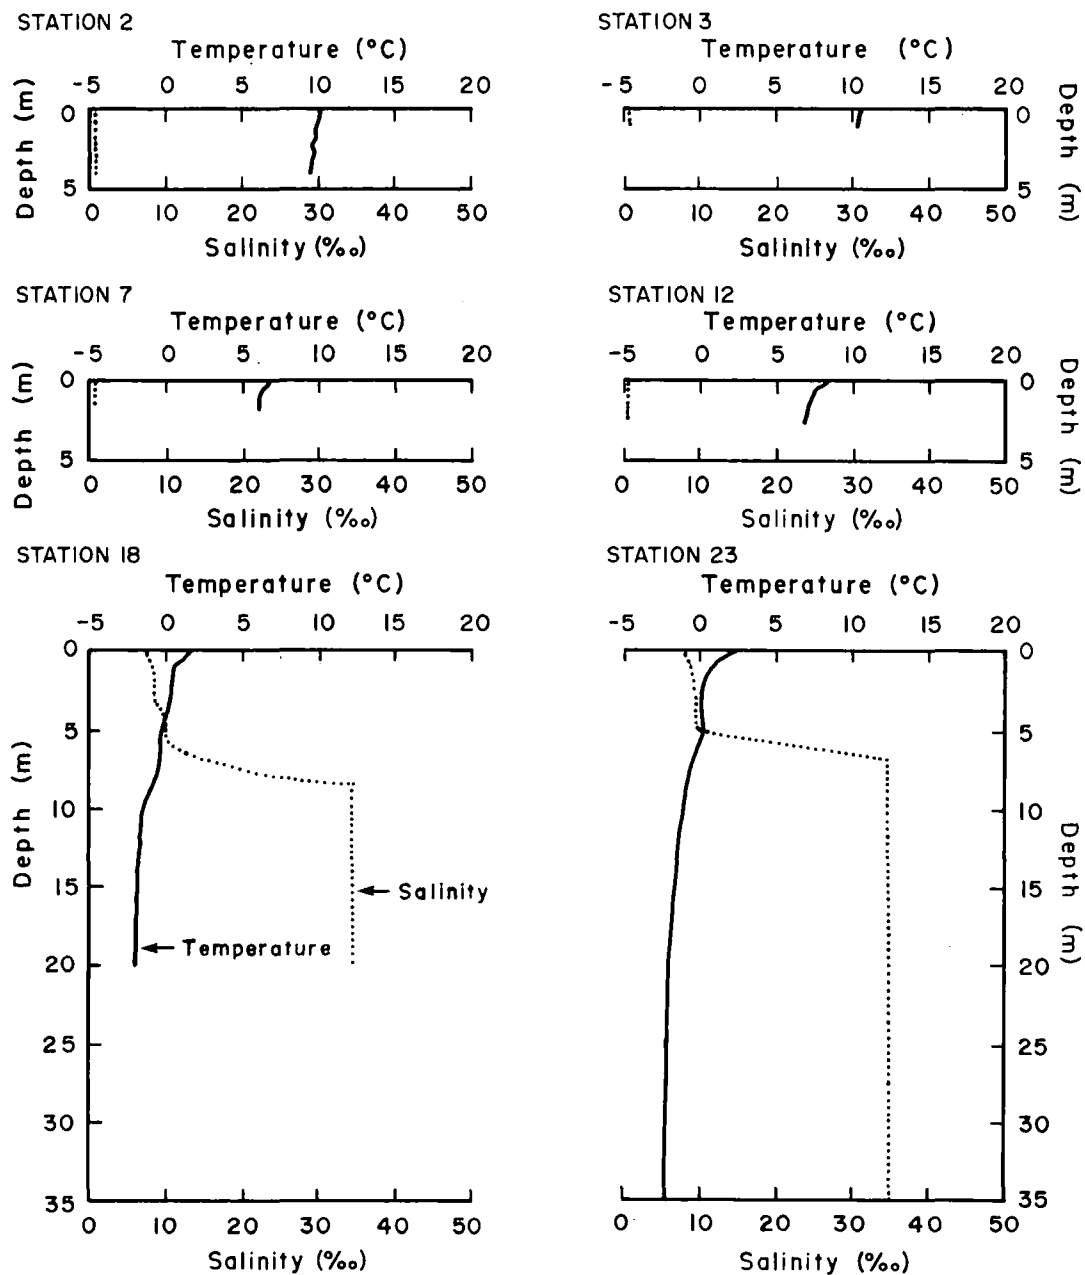 STATION 2
Temperature (°C)
-5 0 5 10 15 20
Depth (m)
0
5
0 10 20 30 40 50
Salinity (‰)
STATION 3
Temperature (°C)
-5 0 5 10 15 20
0
5
Depth (m)
0 10 20 30 40 50
Salinity (‰)
STATION 7
Temperature (°C)
-5 0 5 10 15 20
Depth (m)
0
5
0 10 20 30 40 50
Salinity (‰)
STATION 12
Temperature (°C)
-5 0 5 10 15 20
0
5
Depth (m)
0 10 20 30 40 50
Salinity (‰)
STATION 18
Temperature (°C)
-5 0 5 10 15 20
Depth (m)
0
5
10
15
20
25
30
35
Salinity
Temperature
0 10 20 30 40 50
Salinity (‰)
STATION 23
Temperature (°C)
-5 0 5 10 15 20
0
5
10
15
20
25
30
35
Depth (m)
0 10 20 30 40 50
Salinity (‰)